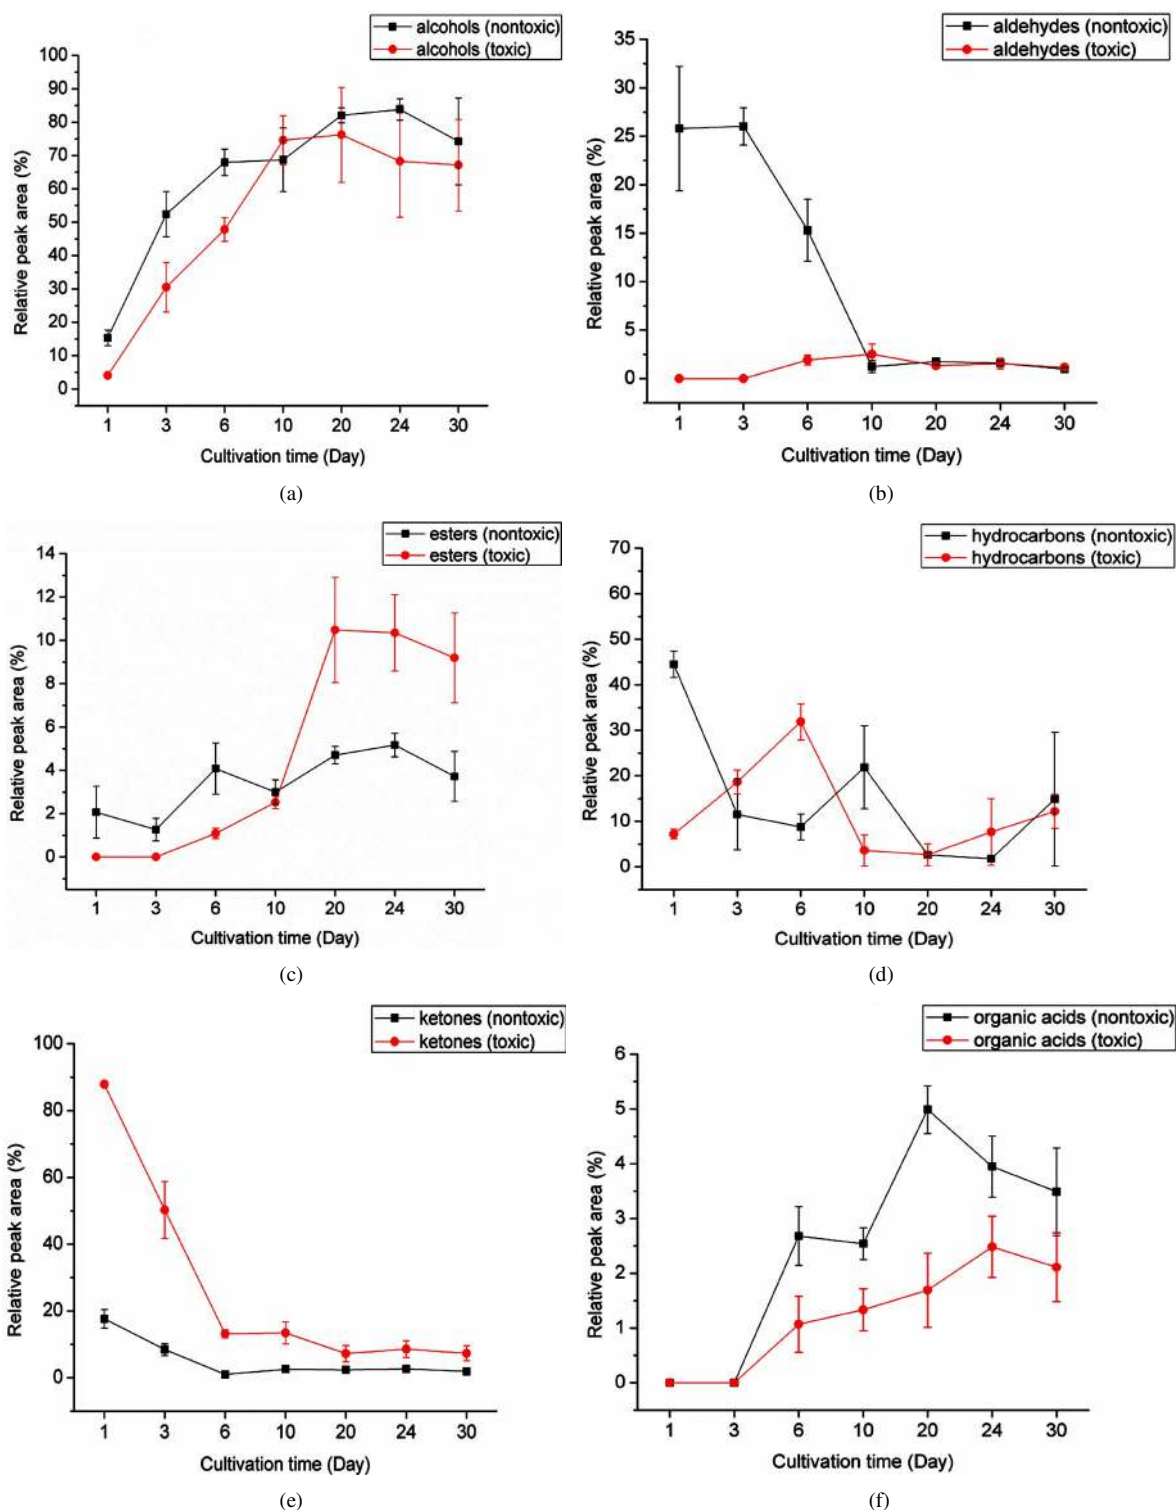 alcohols (nontoxic)
alcohols (toxic)
100
90
80
70
60
50
40
30
20
10
0
Relative peak area (%)
1 3 6 10 20 24 30
Cultivation time (Day)
(a)
aldehydes (nontoxic)
aldehydes (toxic)
35
30
25
20
15
10
5
0
Relative peak area (%)
1 3 6 10 20 24 30
Cultivation time (Day)
(b)
esters (nontoxic)
esters (toxic)
14
12
10
8
6
4
2
0
Relative peak area (%)
1 3 6 10 20 24 30
Cultivation time (Day)
(c)
hydrocarbons (nontoxic)
hydrocarbons (toxic)
70
60
50
40
30
20
10
0
Relative peak area (%)
1 3 6 10 20 24 30
Cultivation time (Day)
(d)
ketones (nontoxic)
ketones (toxic)
100
80
60
40
20
0
Relative peak area (%)
1 3 6 10 20 24 30
Cultivation time (Day)
(e)
organic acids (nontoxic)
organic acids (toxic)
6
5
4
3
2
1
0
Relative peak area (%)
1 3 6 10 20 24 30
Cultivation time (Day)
(f)